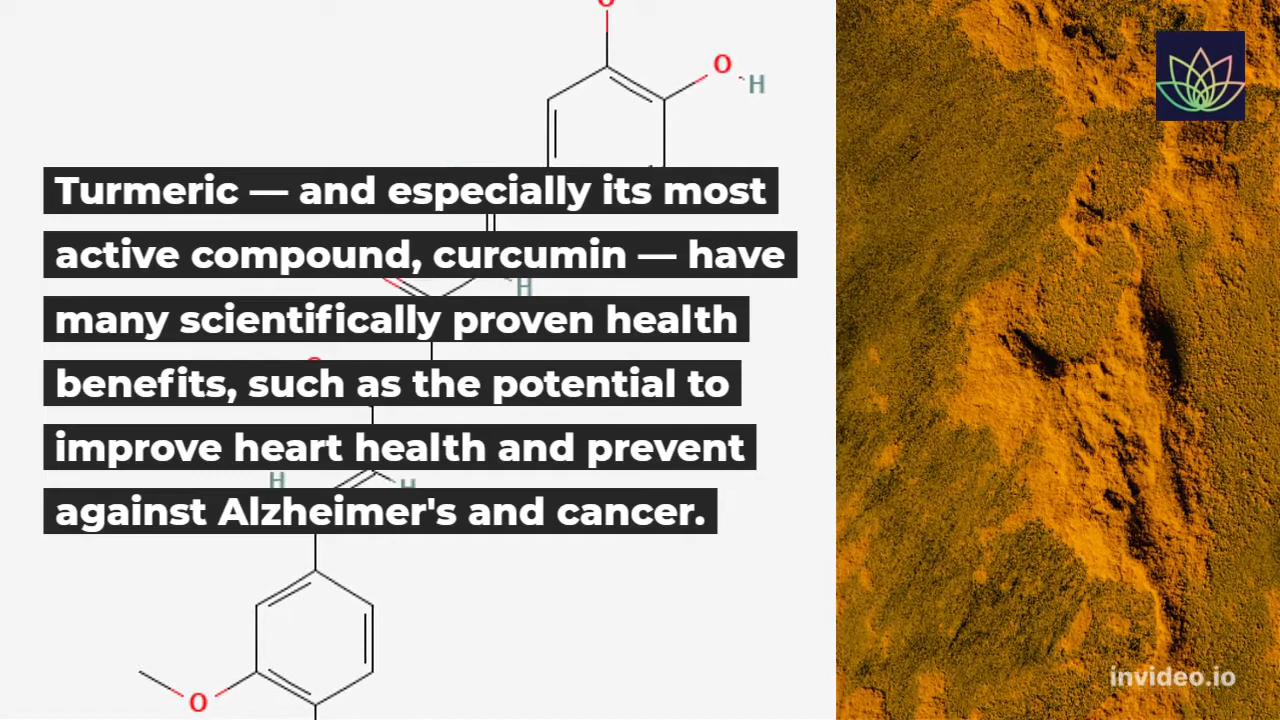 O
O
H
Turmeric — and especially its most
active compound, curcumin — have
H
many scientifically proven health
benefits, such as the potential to
improve heart health and prevent
H
H
against Alzheimer's and cancer.
invideo.io
O